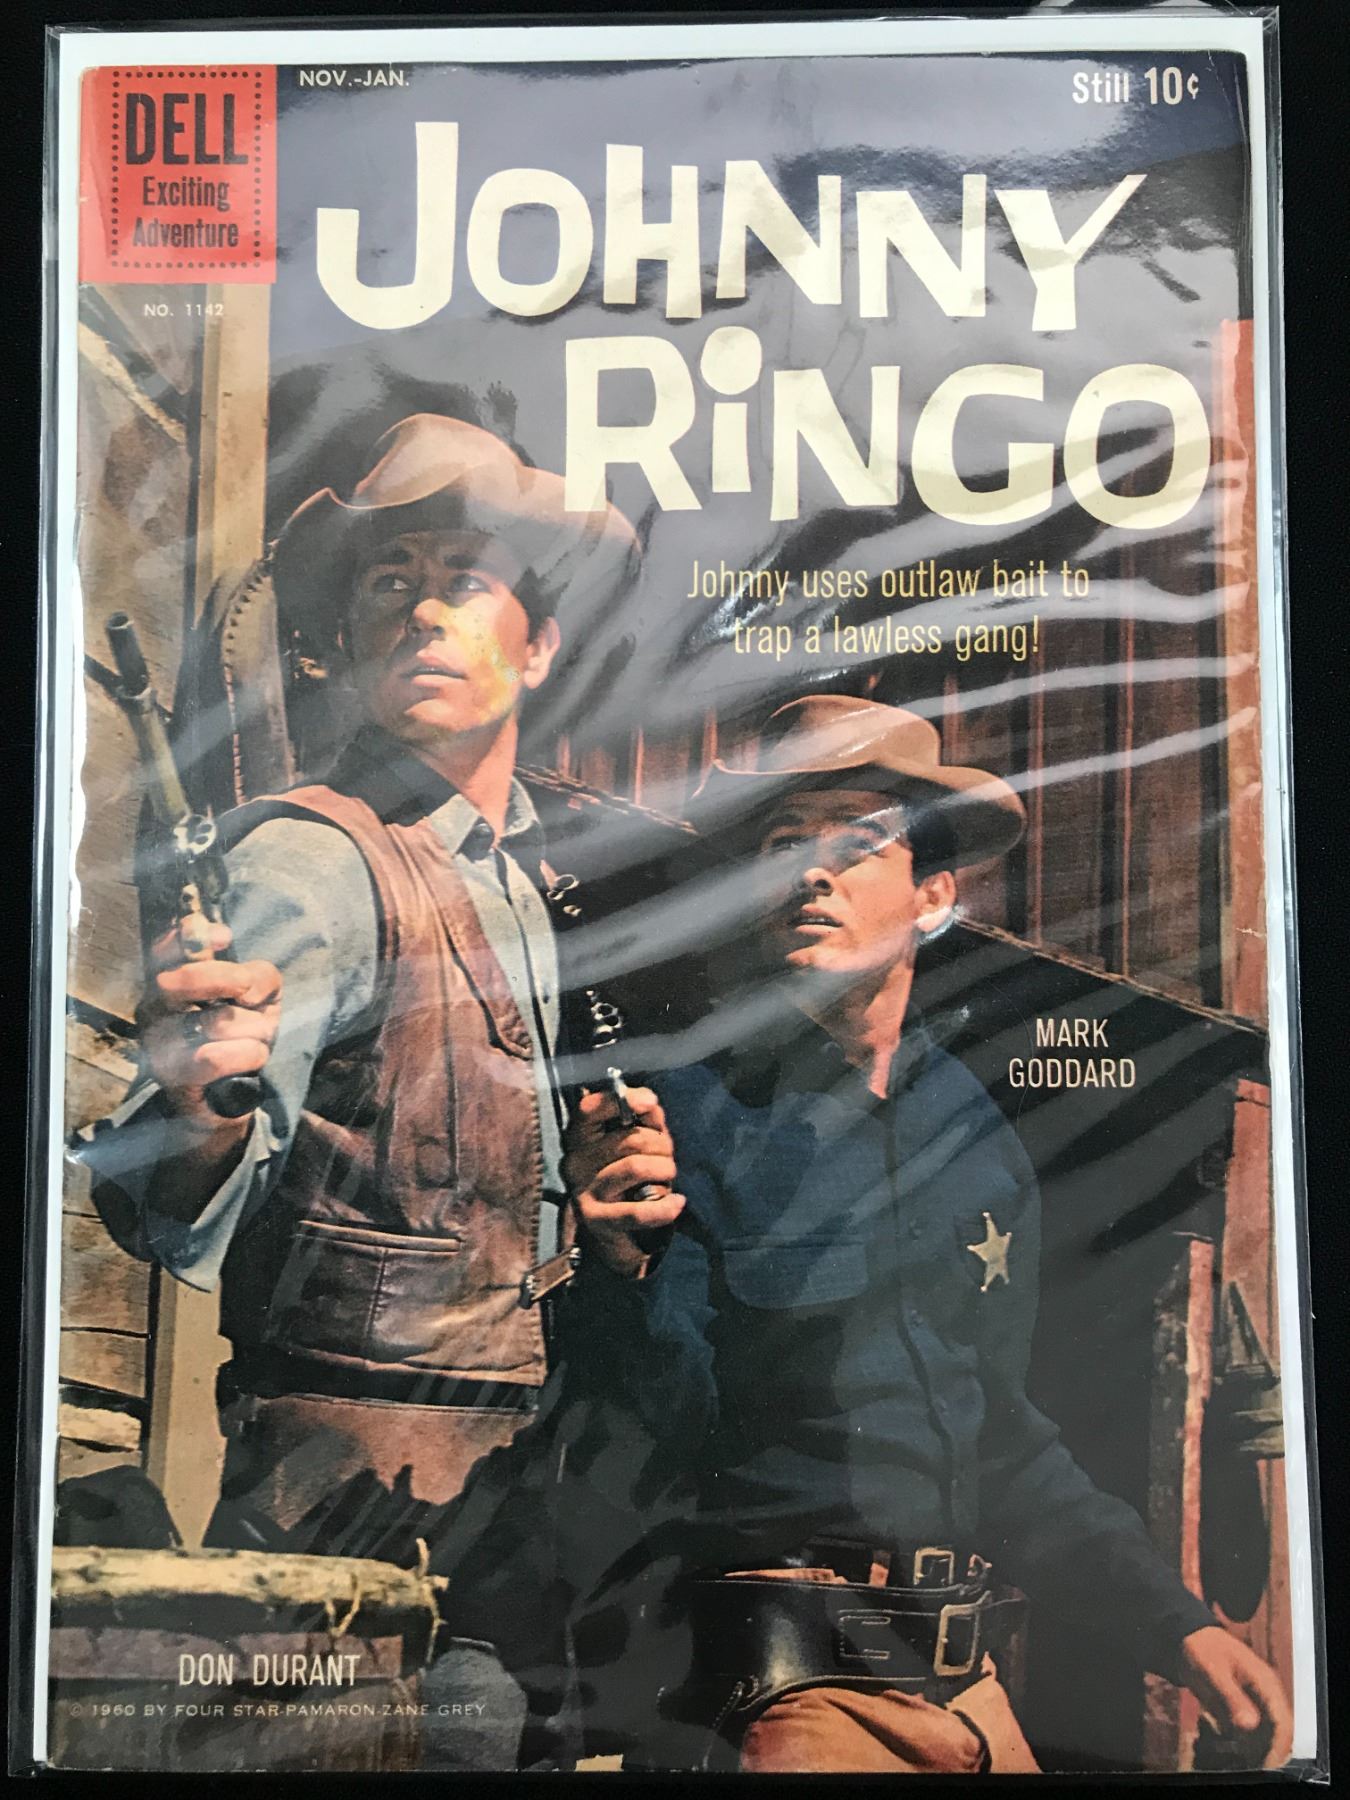 NOV.-JAN.
Still 10¢
DELL
Exciting
Adventure
NO. 1142
JOHNNY
RiNGO
Johnny uses outlaw bait to
trap a lawless gang!
MARK
GODDARD
DON DURANT
© 1960 BY FOUR STAR-PAMARON-ZANE GREY